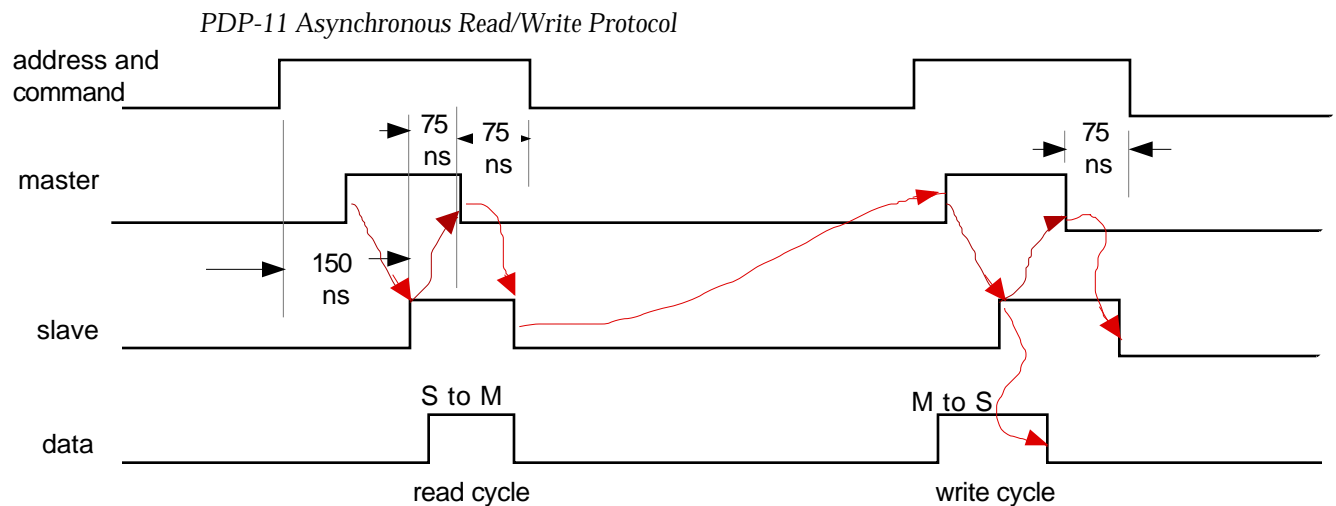 PDP-11 Asynchronous Read/Write Protocol
address and
command
75
ns
75
ns
75
ns
master
150
ns
slave
S to M
M to S
data
read cycle
write cycle